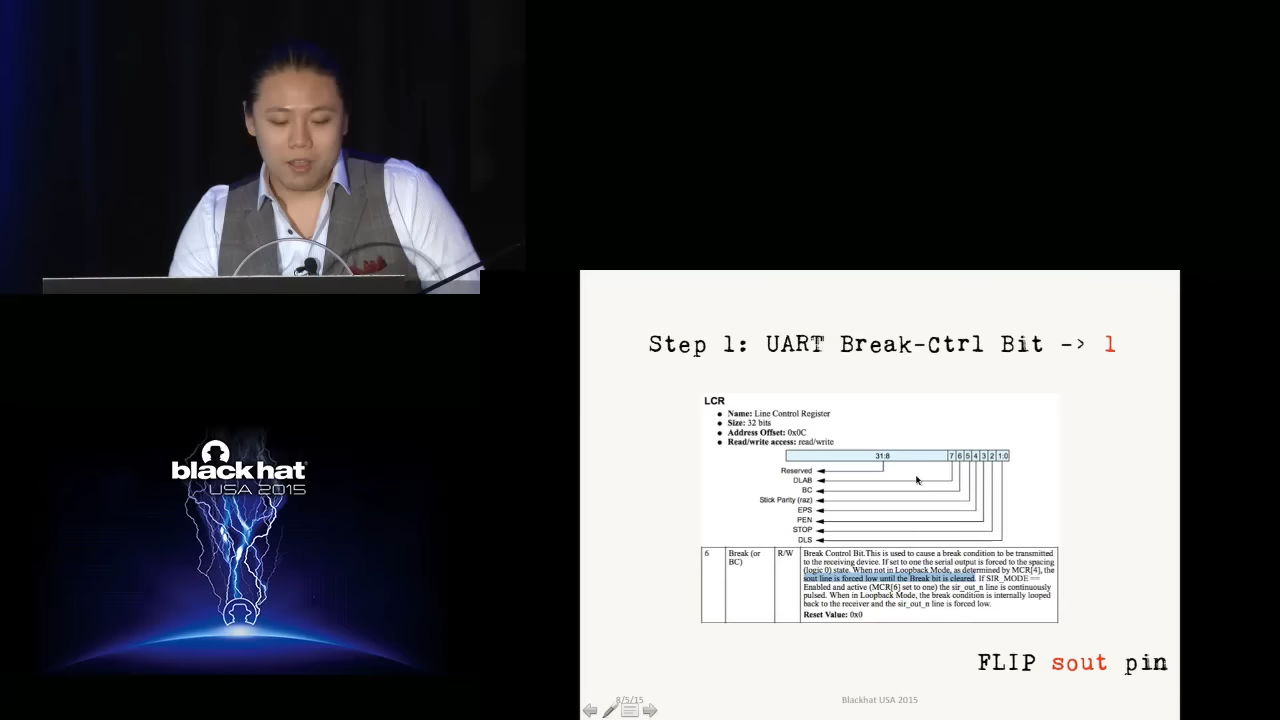 black hat
USA 2015
Step 1: UART Break-Ctrl Bit -> 1
LCR
● Name: Line Control Register
● Size: 32 bits
● Address Offset: 0x0C
● Read/write access: read/write
31:8 7 6 5 4 3 2 1:0
Reserved
DLAB
BC
Stick Parity (raz)
EPS
PEN
STOP
DLS
6 Break (or BC) R/W
Break Control Bit.This is used to cause a break condition to be transmitted
to the receiving device. If set to one the serial output is forced to the spacing
(logic 0) state. When not in Loopback Mode, as determined by MCR[4], the
sout line is forced low until the Break bit is cleared. If SIR_MODE ==
Enabled and active (MCR[6] set to one) the sir_out_n line is continuously
pulsed. When in Loopback Mode, the break condition is internally looped
back to the receiver and the sir_out_n line is forced low.
Reset Value: 0x0
FLIP sout pin
8/5/15
Blackhat USA 2015